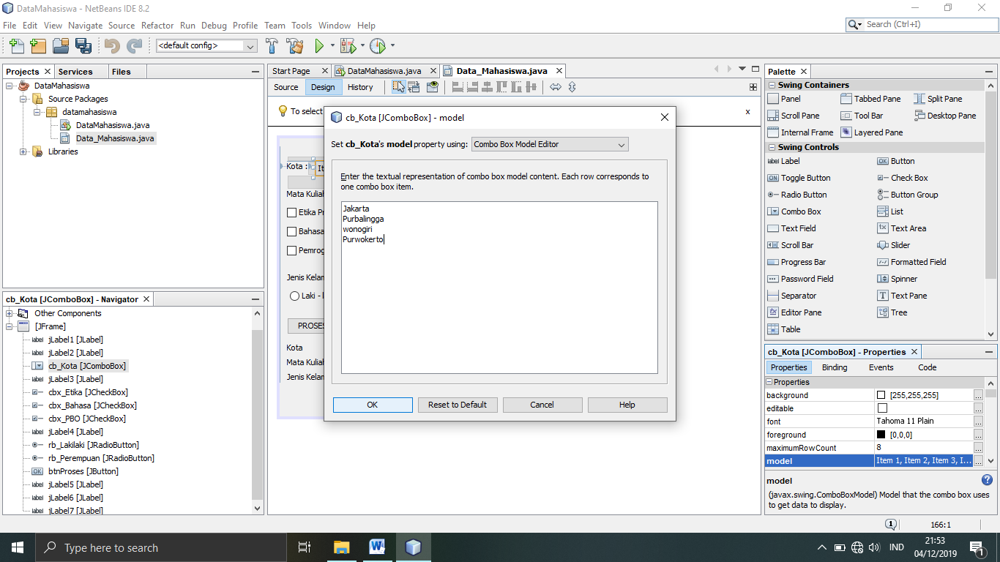 DataMahasiswa - NetBeans IDE 8.2
File Edit View Navigate Source Refactor Run Debug Profile Team Tools Window Help
Search (Ctrl+I)
<default config>
Projects
Services
Files
DataMahasiswa
Source Packages
datamahasiswa
DataMahasiswa.java
Data_Mahasiswa.java
Libraries
cb_Kota [JComboBox] - Navigator
Other Components
[JFrame]
jLabel1 [JLabel]
jLabel2 [JLabel]
cb_Kota [JComboBox]
jLabel3 [JLabel]
cbx_Etika [JCheckBox]
cbx_Bahasa [JCheckBox]
cbx_PBO [JCheckBox]
jLabel4 [JLabel]
rb_Lakilaki [JRadioButton]
rb_Perempuan [JRadioButton]
btnProses [JButton]
jLabel5 [JLabel]
jLabel6 [JLabel]
jLabel7 [JLabel]
Start Page
DataMahasiswa.java
Data_Mahasiswa.java
Source
Design
History
To select
x
Kota :
It
Mata Kuliah
Etika Pr
Bahasa
Pemrog
Jenis Kelam
Laki - l
PROSES
Kota
Mata Kuliah
Jenis Kelam
cb_Kota [JComboBox] - model
Set cb_Kota's model property using: Combo Box Model Editor
Enter the textual representation of combo box model content. Each row corresponds to
one combo box item.
Jakarta
Purbalingga
wonogiri
Purwokerto
OK
Reset to Default
Cancel
Help
Palette
Swing Containers
Panel Tabbed Pane Split Pane
Scroll Pane Tool Bar Desktop Pane
Internal Frame Layered Pane
Swing Controls
Label Button
Toggle Button Check Box
Radio Button Button Group
Combo Box List
Text Field Text Area
Scroll Bar Slider
Progress Bar Formatted Field
Password Field Spinner
Separator Text Pane
Editor Pane Tree
Table
cb_Kota [JComboBox] - Properties
Properties Binding Events Code
Properties
background [255,255,255] ...
editable ...
font Tahoma 11 Plain ...
foreground [0,0,0] ...
maximumRowCount 8 ...
model Item 1, Item 2, Item 3, I... ...
model
(javax.swing.ComboBoxModel) Model that the combo box uses
to get data to display.
1
166:1
Type here to search
IND
21:53
04/12/2019
1